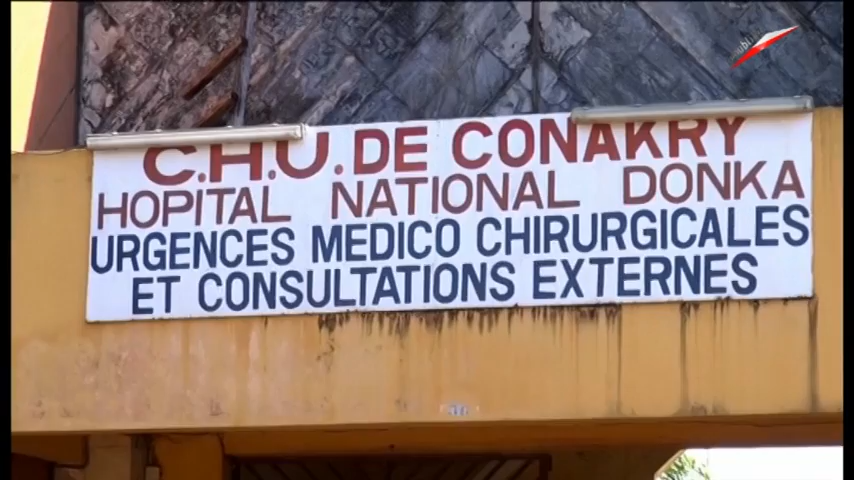 C.H.U. DE CONAKRY
HOPITAL NATIONAL DONKA
URGENCES MEDICO CHIRURGICALES
ET CONSULTATIONS EXTERNES